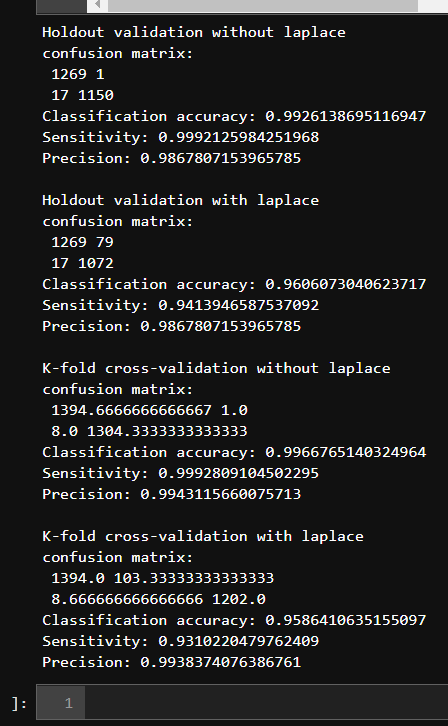 Holdout validation without laplace
confusion matrix:
1269 1
17 1150
Classification accuracy: 0.9926138695116947
Sensitivity: 0.9992125984251968
Precision: 0.9867807153965785
Holdout validation with laplace
confusion matrix:
1269 79
17 1072
Classification accuracy: 0.9606073040623717
Sensitivity: 0.9413946587537092
Precision: 0.9867807153965785
K-fold cross-validation without laplace
confusion matrix:
1394.6666666666667 1.0
8.0 1304.3333333333333
Classification accuracy: 0.9966765140324964
Sensitivity: 0.9992809104502295
Precision: 0.9943115660075713
K-fold cross-validation with laplace
confusion matrix:
1394.0 103.33333333333333
8.666666666666666 1202.0
Classification accuracy: 0.9586410635155097
Sensitivity: 0.9310220479762409
Precision: 0.9938374076386761
]: 1